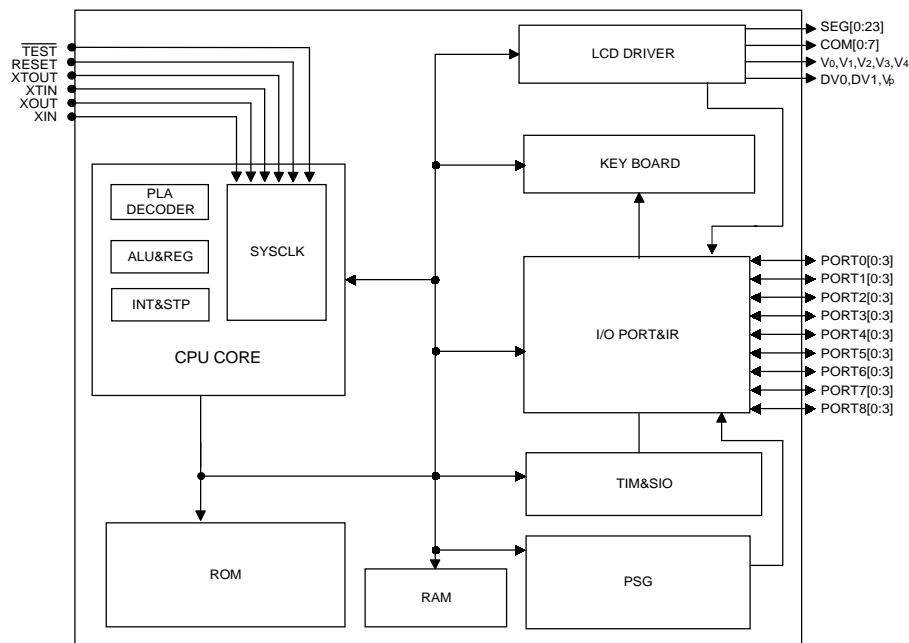 TEST
RESET
XTOUT
XTIN
XOUT
XIN
LCD DRIVER
SEG[0:23]
COM[0:7]
V0,V1,V2,V3,V4
DV0,DV1,Vp
KEY BOARD
PLA
DECODER
ALU&REG
INT&STP
SYSCLK
CPU CORE
I/O PORT&IR
PORT0[0:3]
PORT1[0:3]
PORT2[0:3]
PORT3[0:3]
PORT4[0:3]
PORT5[0:3]
PORT6[0:3]
PORT7[0:3]
PORT8[0:3]
TIM&SIO
ROM
RAM
PSG